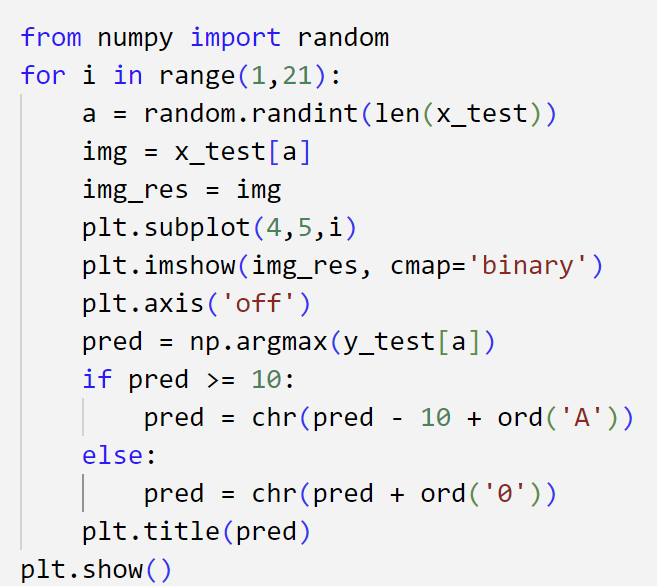 from numpy import random
for i in range(1,21):
    a = random.randint(len(x_test))
    img = x_test[a]
    img_res = img
    plt.subplot(4,5,i)
    plt.imshow(img_res, cmap='binary')
    plt.axis('off')
    pred = np.argmax(y_test[a])
    if pred >= 10:
        pred = chr(pred - 10 + ord('A'))
    else:
        pred = chr(pred + ord('0'))
    plt.title(pred)
plt.show()